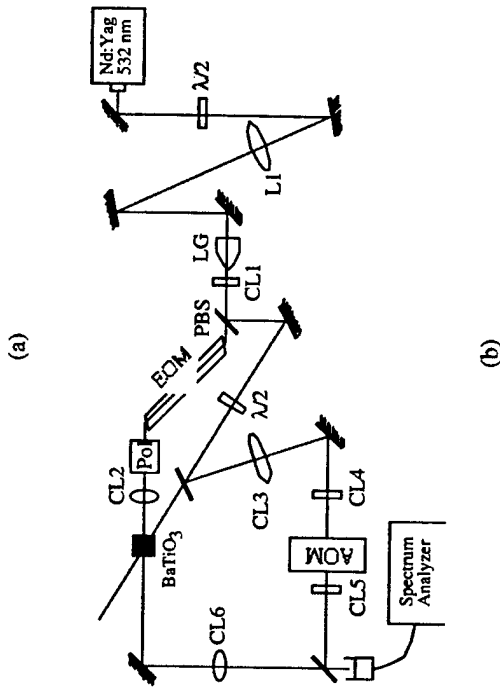 (a)
Nd:Yag
532 nm
λ/2
L1
LG
CL1
PBS
EOM
Pol
CL2
BaTiO3
λ/2
CL3
CL4
AOM
CL5
CL6
Spectrum
Analyzer
(b)